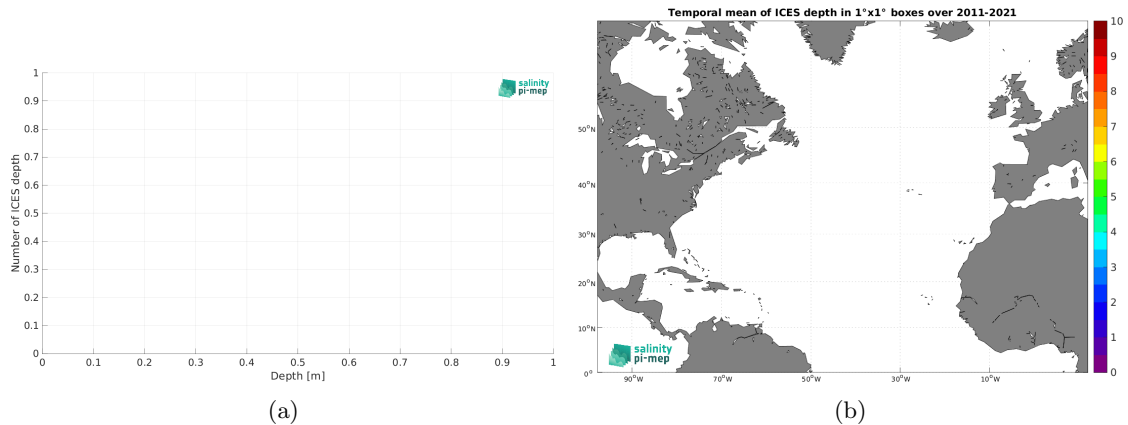 Temporal mean of ICES depth in 1°x1° boxes over 2011-2021
Number of ICES depth
1
0.9
0.8
0.7
0.6
0.5
0.4
0.3
0.2
0.1
0
0 0.1 0.2 0.3 0.4 0.5 0.6 0.7 0.8 0.9 1
Depth [m]
salinity
pi-mep
50°N
40°N
30°N
20°N
10°N
0°
90°W 70°W 50°W 30°W 10°W
salinity
pi-mep
10
9
8
7
6
5
4
3
2
1
0
(a) (b)